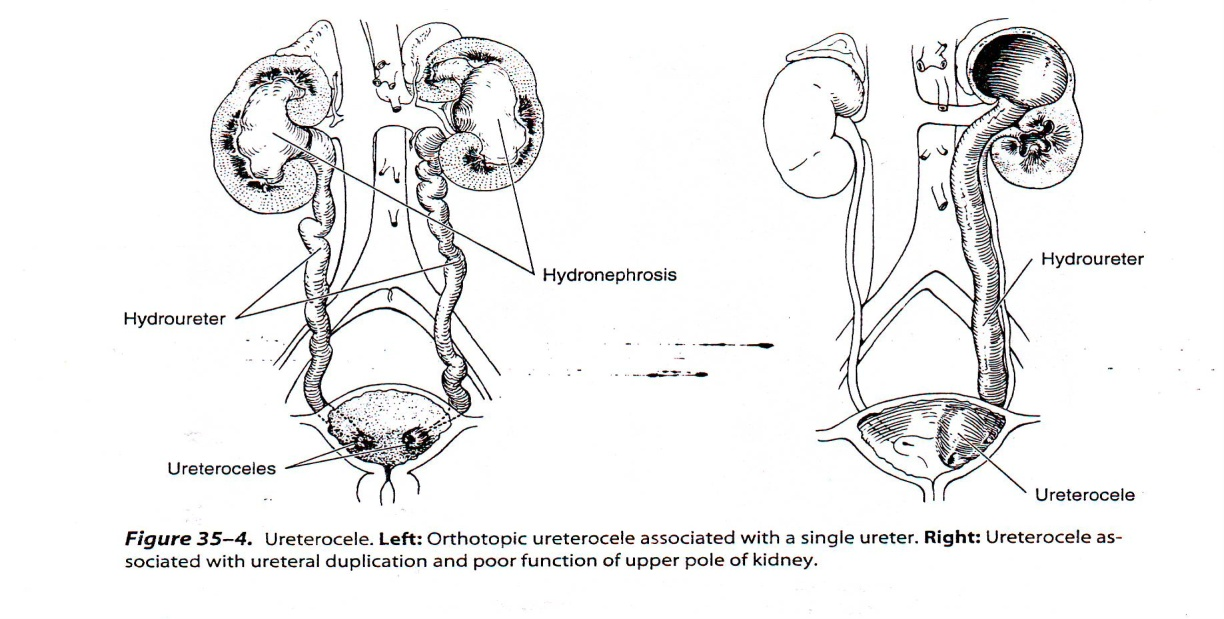 Hydronephrosis
Hydroureter
Ureteroceles
Hydroureter
Ureterocele
Figure 35–4. Ureterocele. Left: Orthotopic ureterocele associated with a single ureter. Right: Ureterocele as-
sociated with ureteral duplication and poor function of upper pole of kidney.